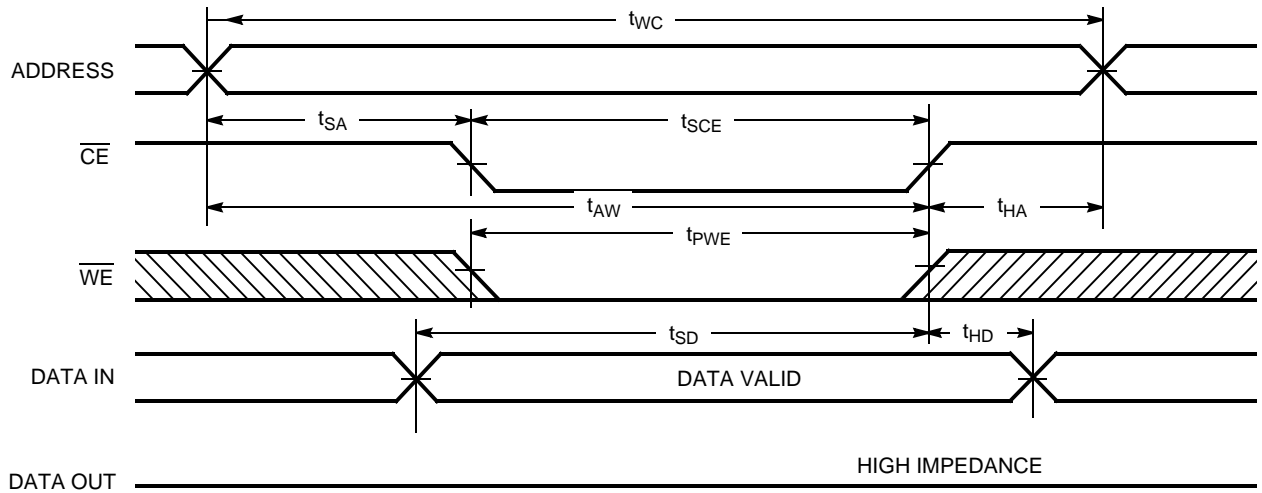 tWC
ADDRESS
tSA
tSCE
CE
tAW
tHA
tPWE
WE
tSD
tHD
DATA IN
DATA VALID
HIGH IMPEDANCE
DATA OUT